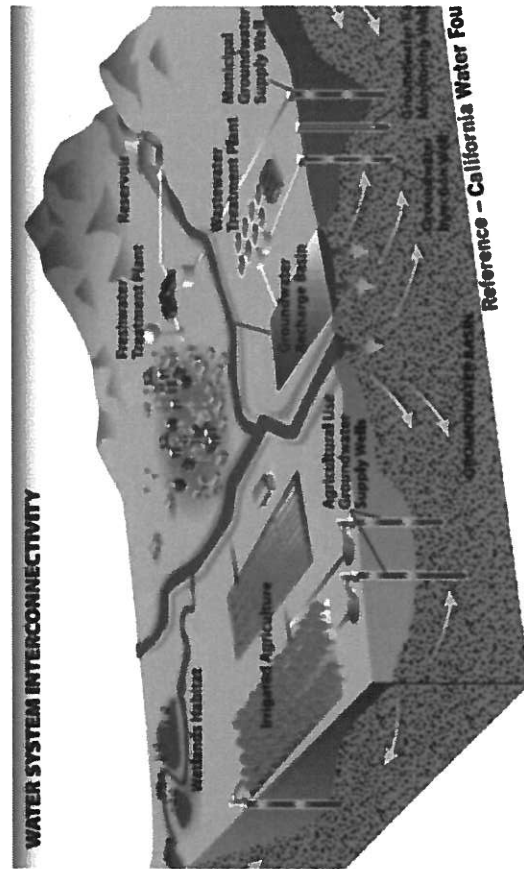 WATER SYSTEM INTERCONNECTIVITY
Reservoir
Freshwater
Treatment Plant
Municipal
Groundwater
Supply Well
Wastewater
Treatment Plant
Groundwater
Recharge Basin
Wetlands Habitat
Irrigated Agriculture
Agricultural Use
Groundwater
Supply Wells
Groundwater
Groundwater
Reference – California Water Fou